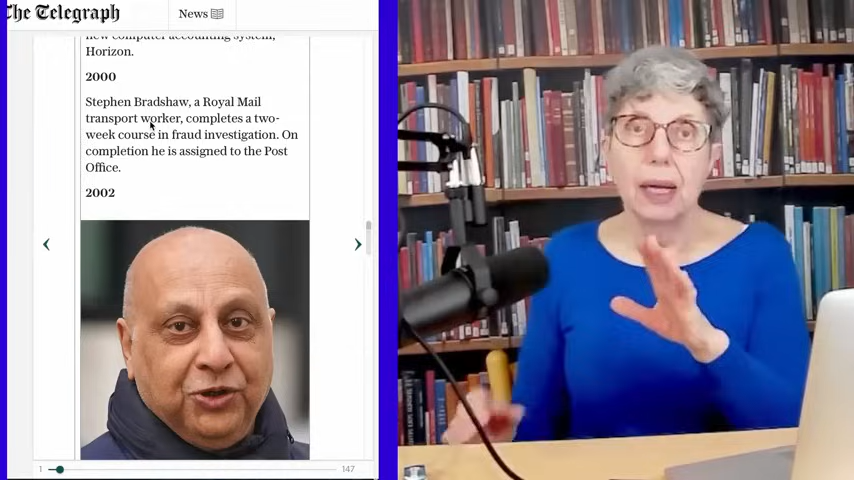 The Telegraph
News
new computer accounting system,
Horizon.
2000
Stephen Bradshaw, a Royal Mail
transport worker, completes a two-
week course in fraud investigation. On
completion he is assigned to the Post
Office.
2002
1
147